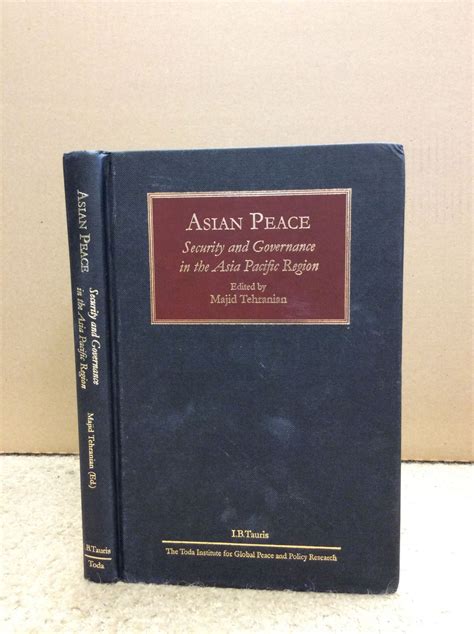 ASIAN PEACE
Security and Governance
in the Asia Pacific Region
Majid Tehranian (Ed.)
I.B.Tauris
Toda
ASIAN PEACE
Security and Governance
in the Asia Pacific Region
Edited by
Majid Tehranian
I.B.Tauris
The Toda Institute for Global Peace and Policy Research